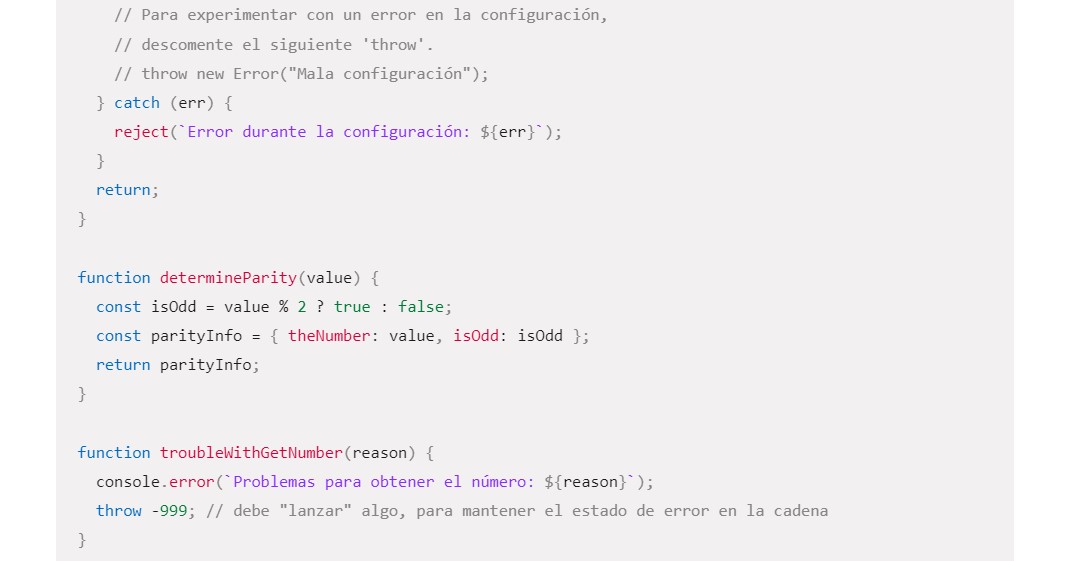 // Para experimentar con un error en la configuración,
// descomente el siguiente 'throw'.
// throw new Error("Mala configuración");
} catch (err) {
reject(`Error durante la configuración: ${err}`);
}
return;
}
function determineParity(value) {
const isOdd = value % 2 ? true : false;
const parityInfo = { theNumber: value, isOdd: isOdd };
return parityInfo;
}
function troubleWithGetNumber(reason) {
console.error(`Problemas para obtener el número: ${reason}`);
throw -999; // debe "lanzar" algo, para mantener el estado de error en la cadena
}